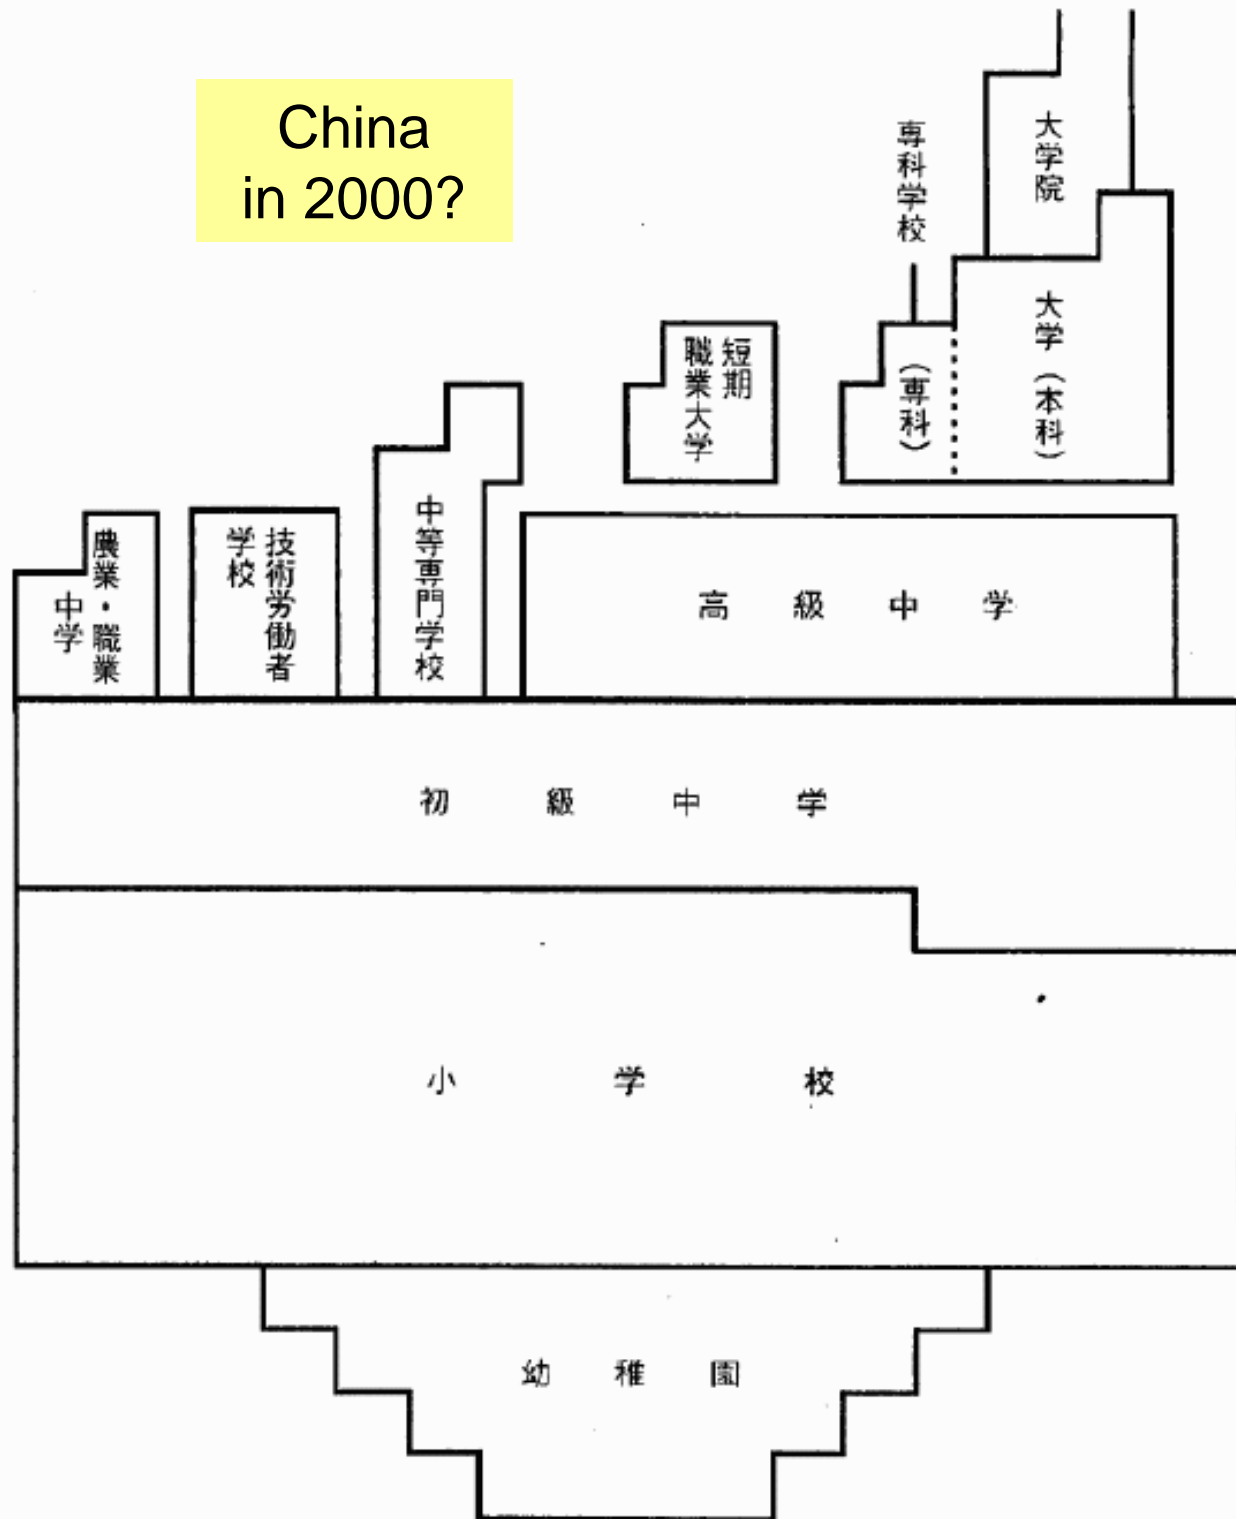 China
in 2000?
大学院
専科学校
大学（本科）
（専科）
短期
職業大学
中等専門学校
技術労働者
学校
農業・職業
中学
高級中学
初級中学
小学校
幼稚園